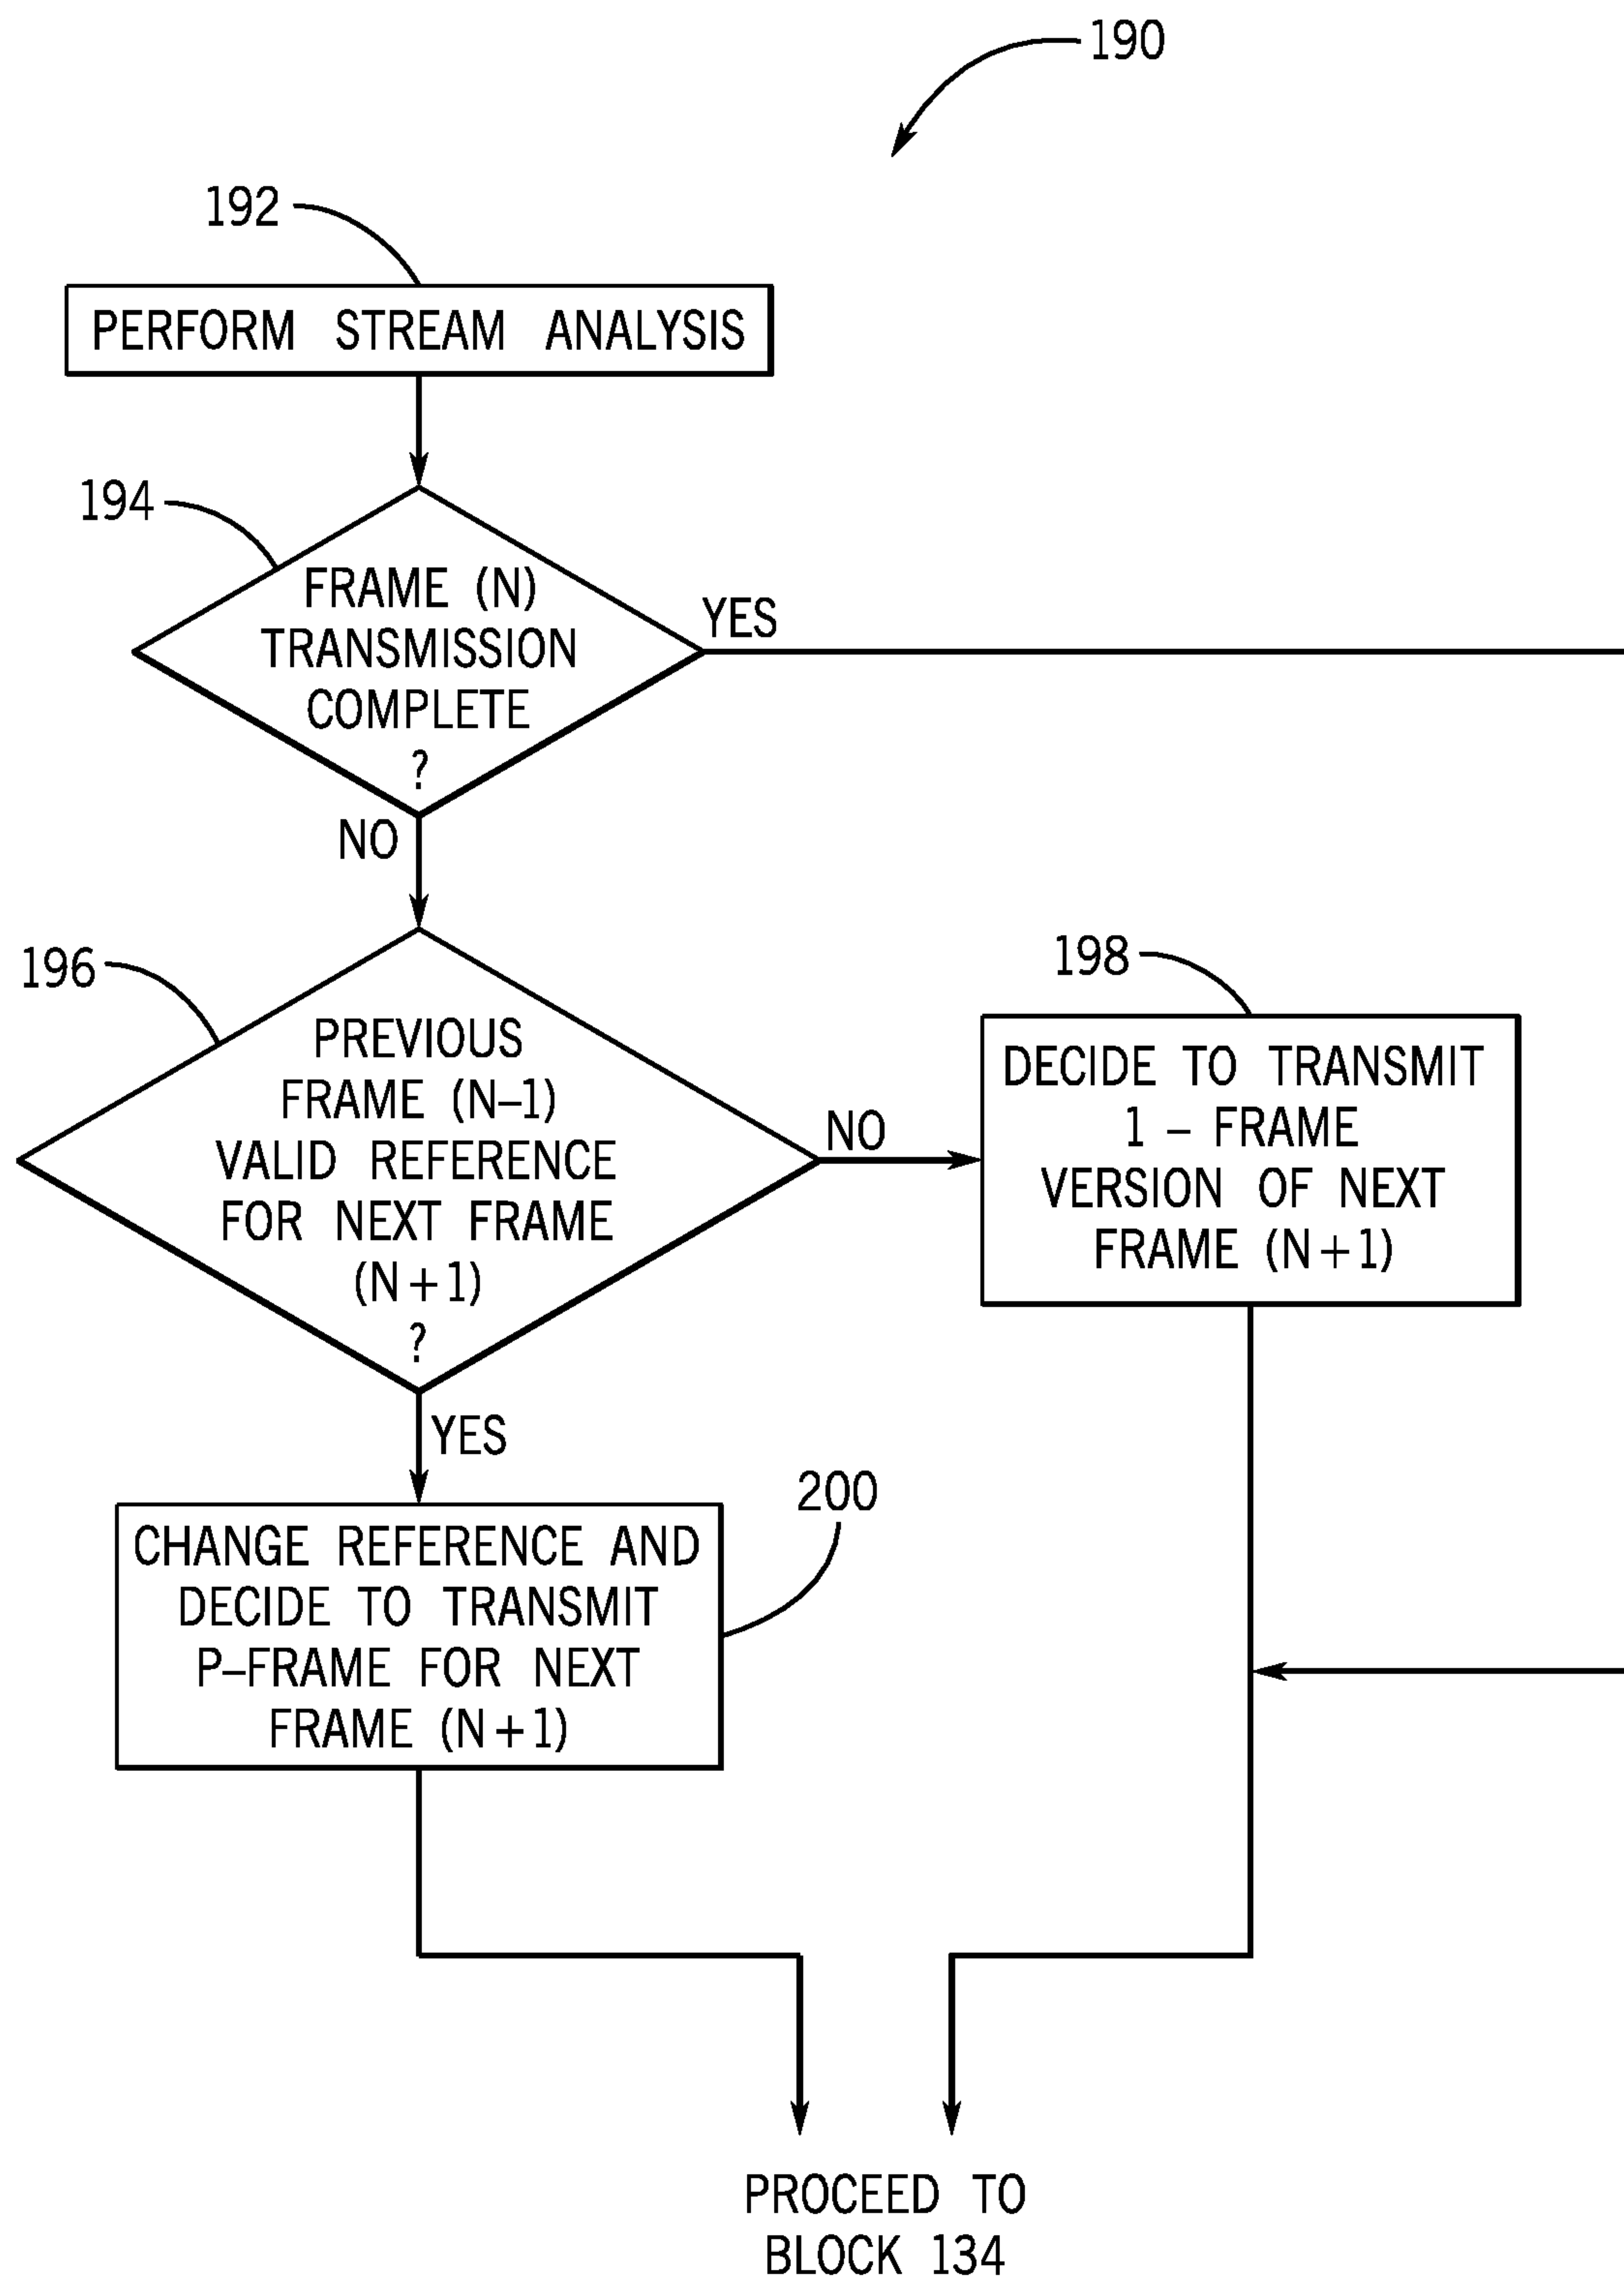 190
192
PERFORM STREAM ANALYSIS
194
FRAME (N)
TRANSMISSION
COMPLETE
?
YES
NO
196
PREVIOUS
FRAME (N–1)
VALID REFERENCE
FOR NEXT FRAME
(N+1)
?
NO
198
DECIDE TO TRANSMIT
1 – FRAME
VERSION OF NEXT
FRAME (N+1)
YES
200
CHANGE REFERENCE AND
DECIDE TO TRANSMIT
P–FRAME FOR NEXT
FRAME (N+1)
PROCEED TO
BLOCK 134